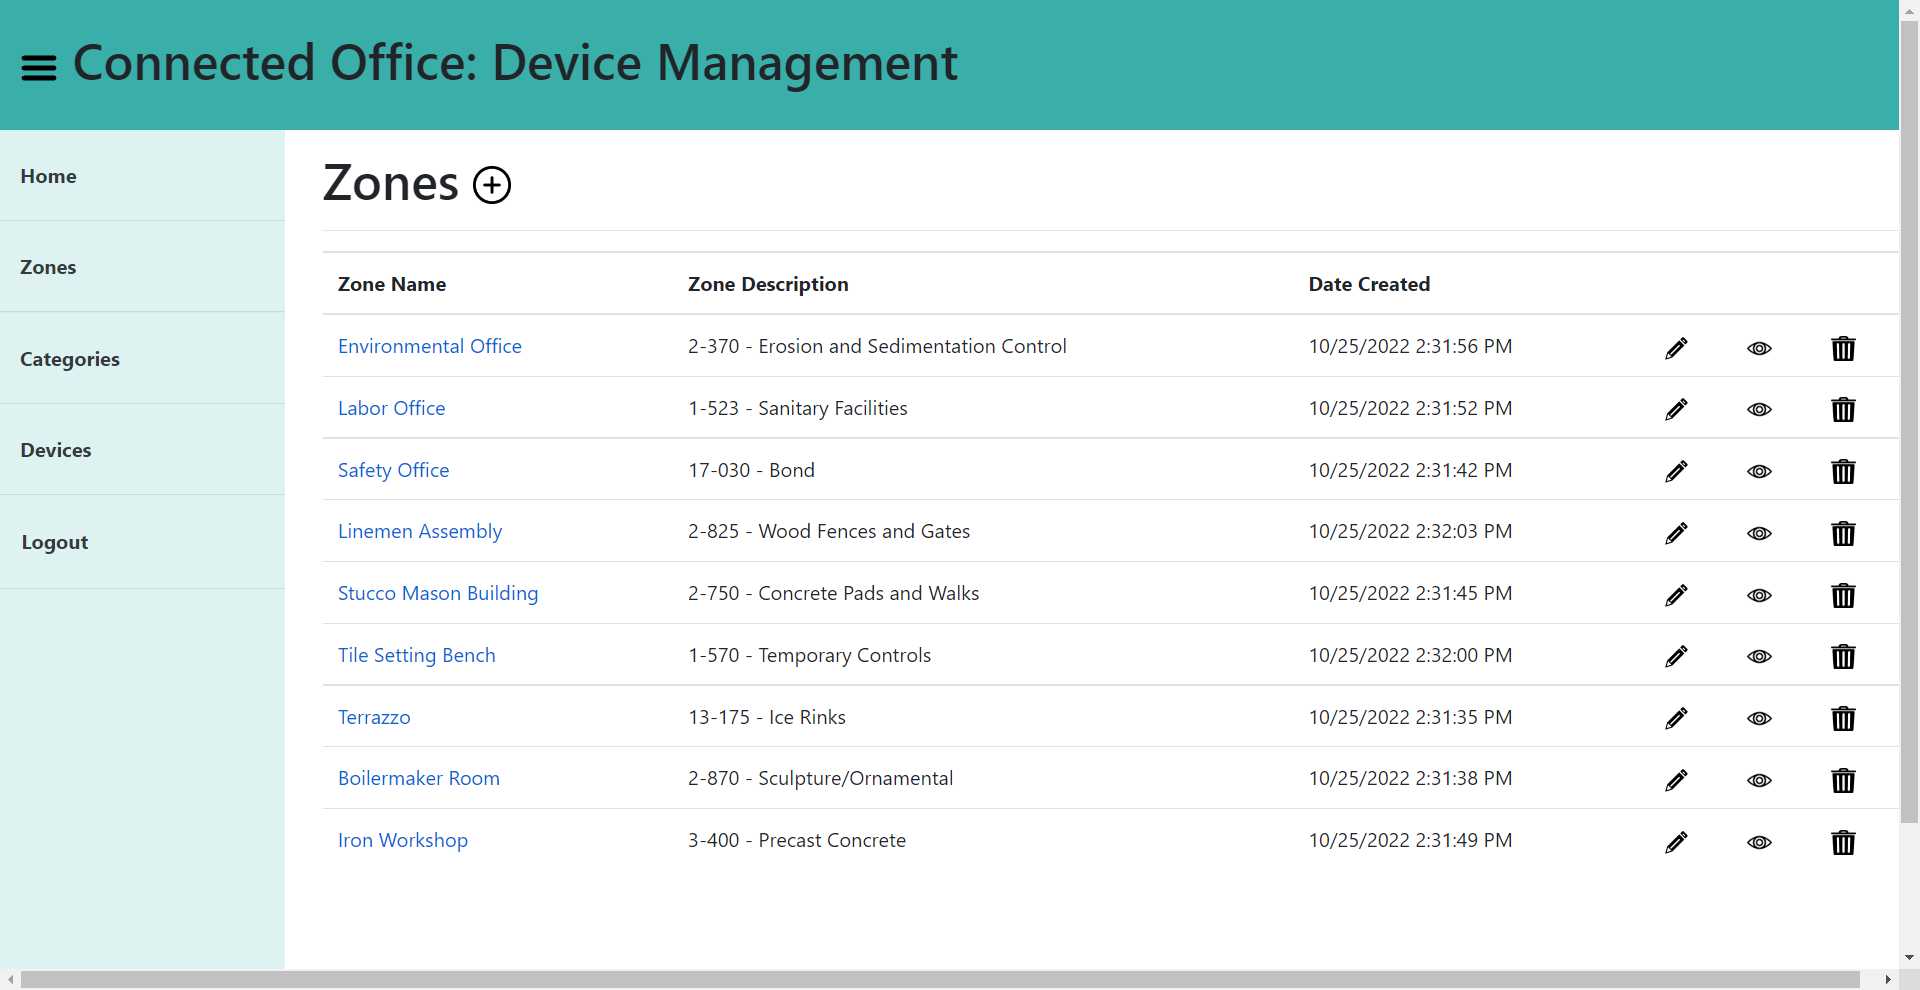 Connected Office: Device Management
Home
Zones
Categories
Devices
Logout
Zones
Zone Name Zone Description Date Created
Environmental Office 2-370 - Erosion and Sedimentation Control 10/25/2022 2:31:56 PM
Labor Office 1-523 - Sanitary Facilities 10/25/2022 2:31:52 PM
Safety Office 17-030 - Bond 10/25/2022 2:31:42 PM
Linemen Assembly 2-825 - Wood Fences and Gates 10/25/2022 2:32:03 PM
Stucco Mason Building 2-750 - Concrete Pads and Walks 10/25/2022 2:31:45 PM
Tile Setting Bench 1-570 - Temporary Controls 10/25/2022 2:32:00 PM
Terrazzo 13-175 - Ice Rinks 10/25/2022 2:31:35 PM
Boilermaker Room 2-870 - Sculpture/Ornamental 10/25/2022 2:31:38 PM
Iron Workshop 3-400 - Precast Concrete 10/25/2022 2:31:49 PM